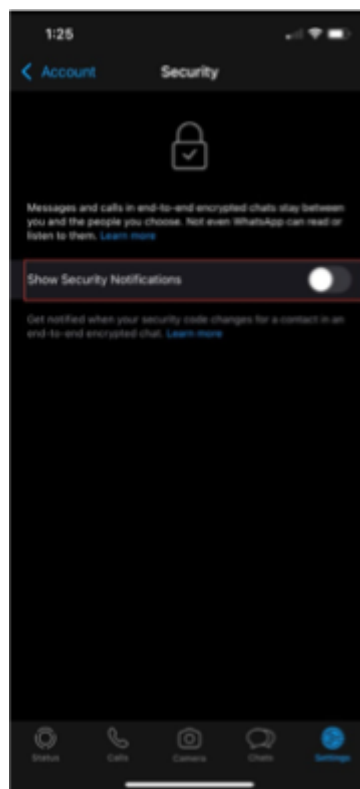 1:25
Account
Security
Messages and calls in end-to-end encrypted chats stay between
you and the people you choose. Not even WhatsApp can read or
listen to them. Learn more
Show Security Notifications
Get notified when your security code changes for a contact in an
end-to-end encrypted chat. Learn more
Status
Calls
Camera
Chats
Settings